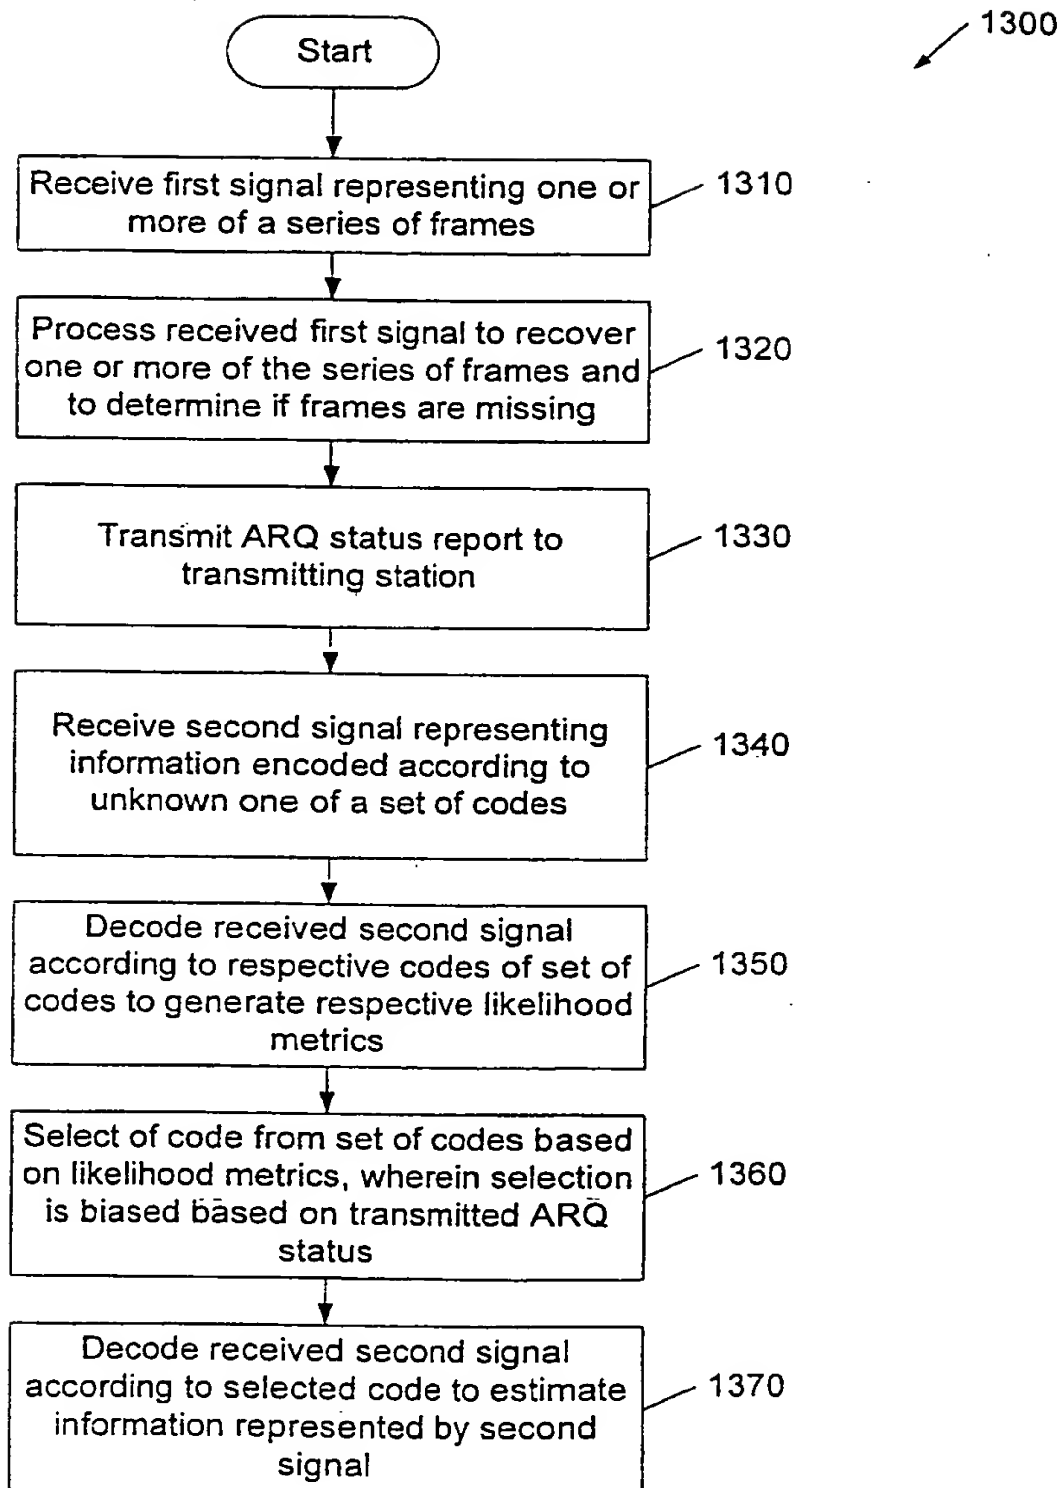 1300
Start
Receive first signal representing one or
more of a series of frames
1310
Process received first signal to recover
one or more of the series of frames and
to determine if frames are missing
1320
Transmit ARQ status report to
transmitting station
1330
Receive second signal representing
information encoded according to
unknown one of a set of codes
1340
Decode received second signal
according to respective codes of set of
codes to generate respective likelihood
metrics
1350
Select of code from set of codes based
on likelihood metrics, wherein selection
is biased based on transmitted ARQ
status
1360
Decode received second signal
according to selected code to estimate
information represented by second
signal
1370